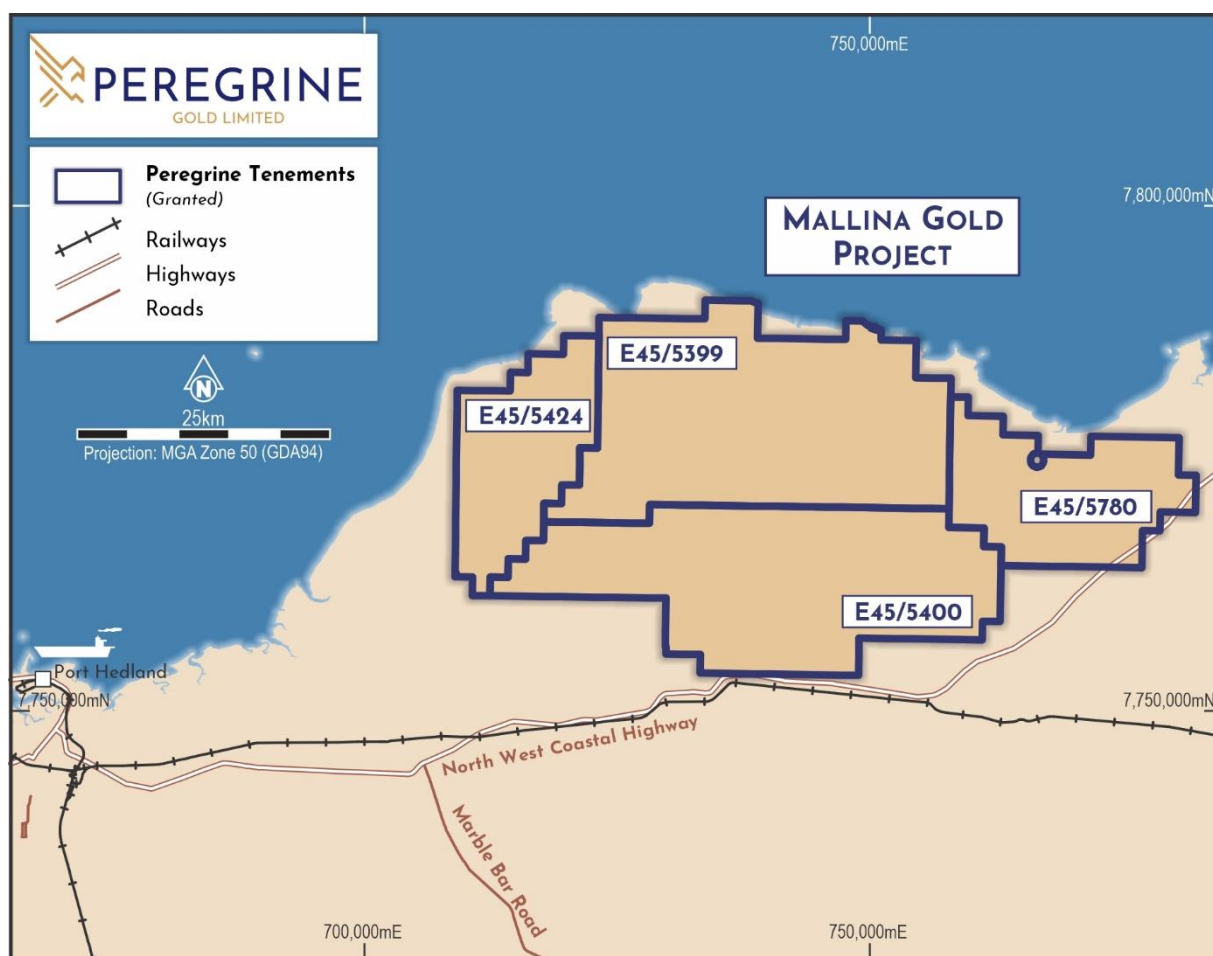 750,000mE
PEREGRINE
GOLD LIMITED
Peregrine Tenements
(Granted)
Railways
Highways
Roads
7,800,000mN
MALLINA GOLD
PROJECT
N
25km
Projection: MGA Zone 50 (GDA94)
E45/5399
E45/5424
E45/5780
E45/5400
Port Hedland
7,750,000mN
7,750,000mN
North West Coastal Highway
Marble Bar Road
700,000mE
750,000mE